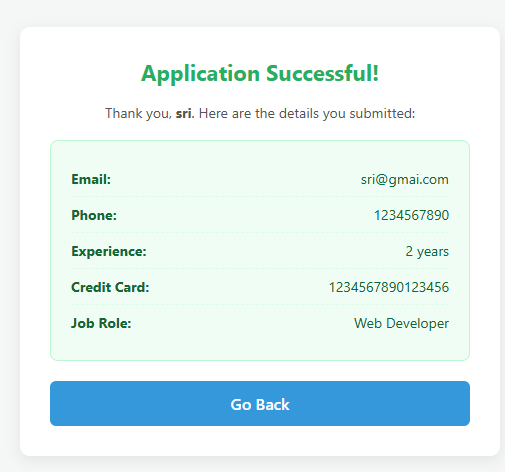 Application Successful!
Thank you, sri. Here are the details you submitted:
Email: sri@gmai.com
Phone: 1234567890
Experience: 2 years
Credit Card: 1234567890123456
Job Role: Web Developer
Go Back